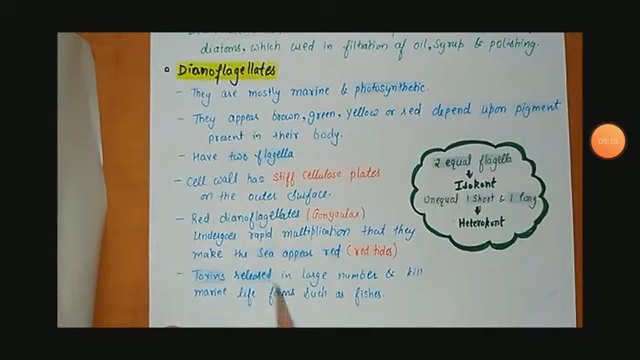 diatoms, which used in filtration of oil, Syrup & polishing.
Dianoflagellates
- They are mostly marine & photosynthetic.
- They appear brown, green, yellow or red depend upon pigment
present in their body.
- Have two flagella
- Cell wall has stiff cellulose plates
on the outer surface.
- Red dianoflagellates (Gonyaulax)
undergoes rapid multiplication that they
make the sea appear red (red tides)
- Toxins released in large number & kill
marine life forms such as fishes.
2 equal flagella
Isokont
Unequal 1 short & 1 long
Heterokont
05:13